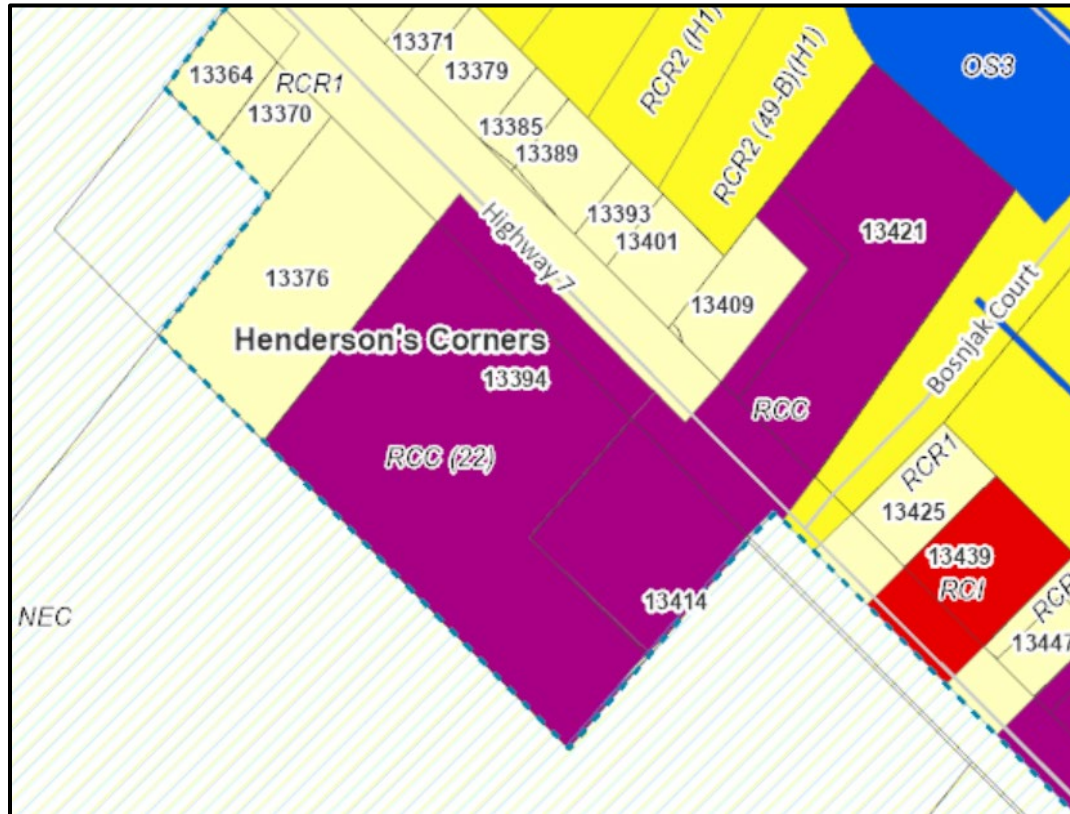 RCR2 (H1)
OS3
13371
13364
13379
RCR1
13370
RCR2 (49-B)(H1)
13385
13389
13393
13421
Highway 7
13401
13376
13409
Bosnjak Court
Henderson's Corners
13394
RCC
RCC (22)
RCR1
13425
13439
RCI
13414
NEC
13447